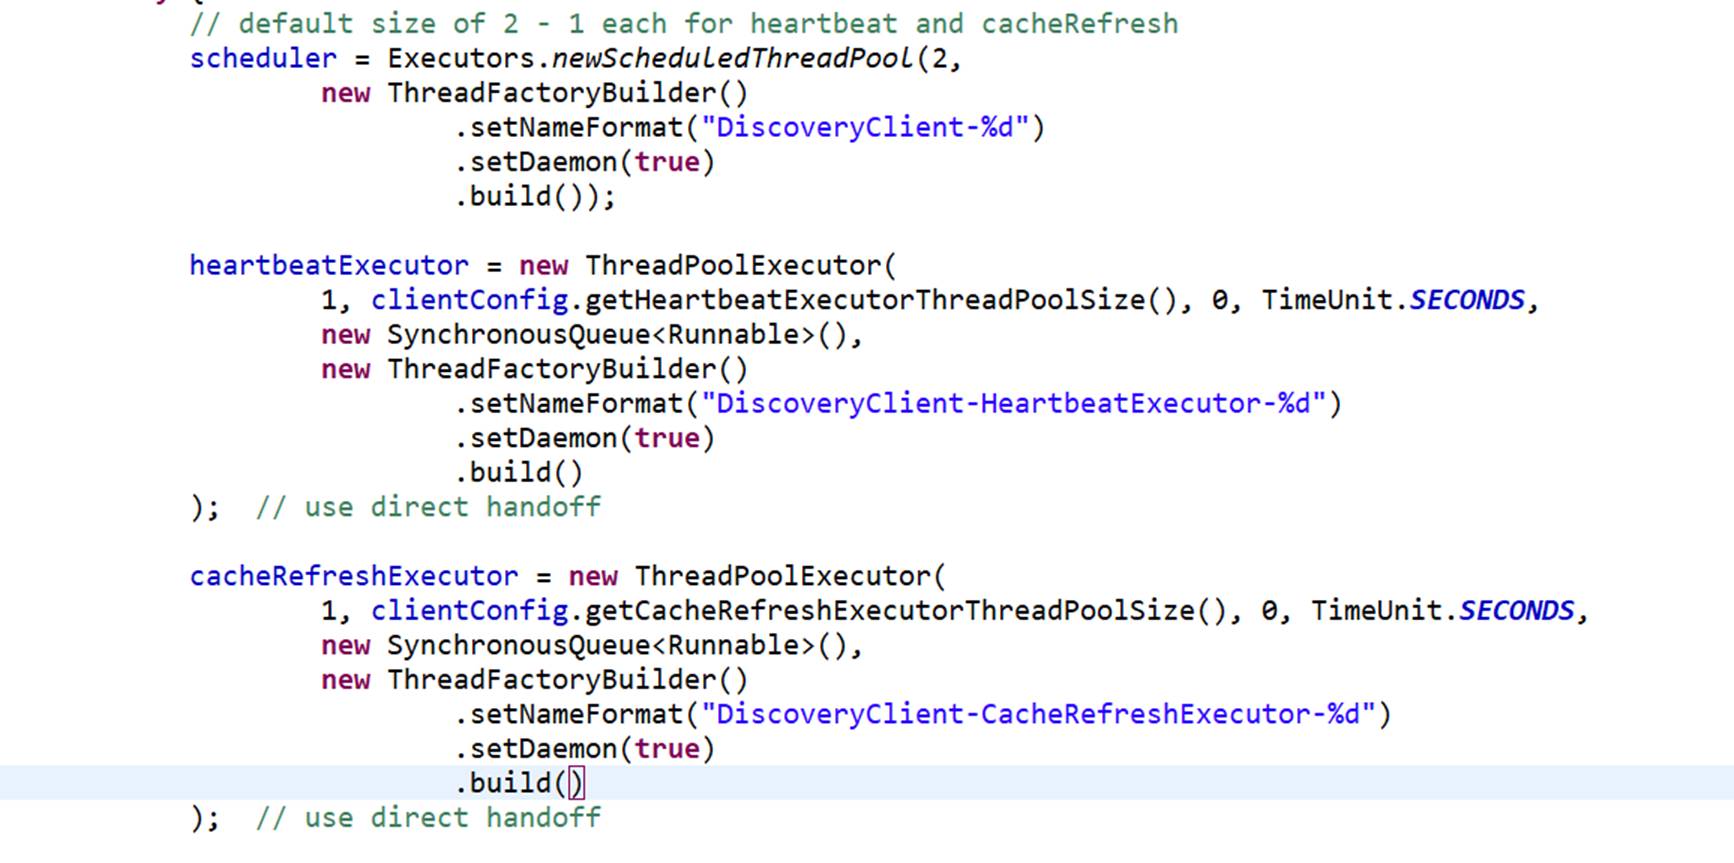 // default size of 2 - 1 each for heartbeat and cacheRefresh
scheduler = Executors.newScheduledThreadPool(2,
new ThreadFactoryBuilder()
.setNameFormat("DiscoveryClient-%d")
.setDaemon(true)
.build());
heartbeatExecutor = new ThreadPoolExecutor(
1, clientConfig.getHeartbeatExecutorThreadPoolSize(), 0, TimeUnit.SECONDS,
new SynchronousQueue<Runnable>(),
new ThreadFactoryBuilder()
.setNameFormat("DiscoveryClient-HeartbeatExecutor-%d")
.setDaemon(true)
.build()
);  // use direct handoff
cacheRefreshExecutor = new ThreadPoolExecutor(
1, clientConfig.getCacheRefreshExecutorThreadPoolSize(), 0, TimeUnit.SECONDS,
new SynchronousQueue<Runnable>(),
new ThreadFactoryBuilder()
.setNameFormat("DiscoveryClient-CacheRefreshExecutor-%d")
.setDaemon(true)
.build()
);  // use direct handoff